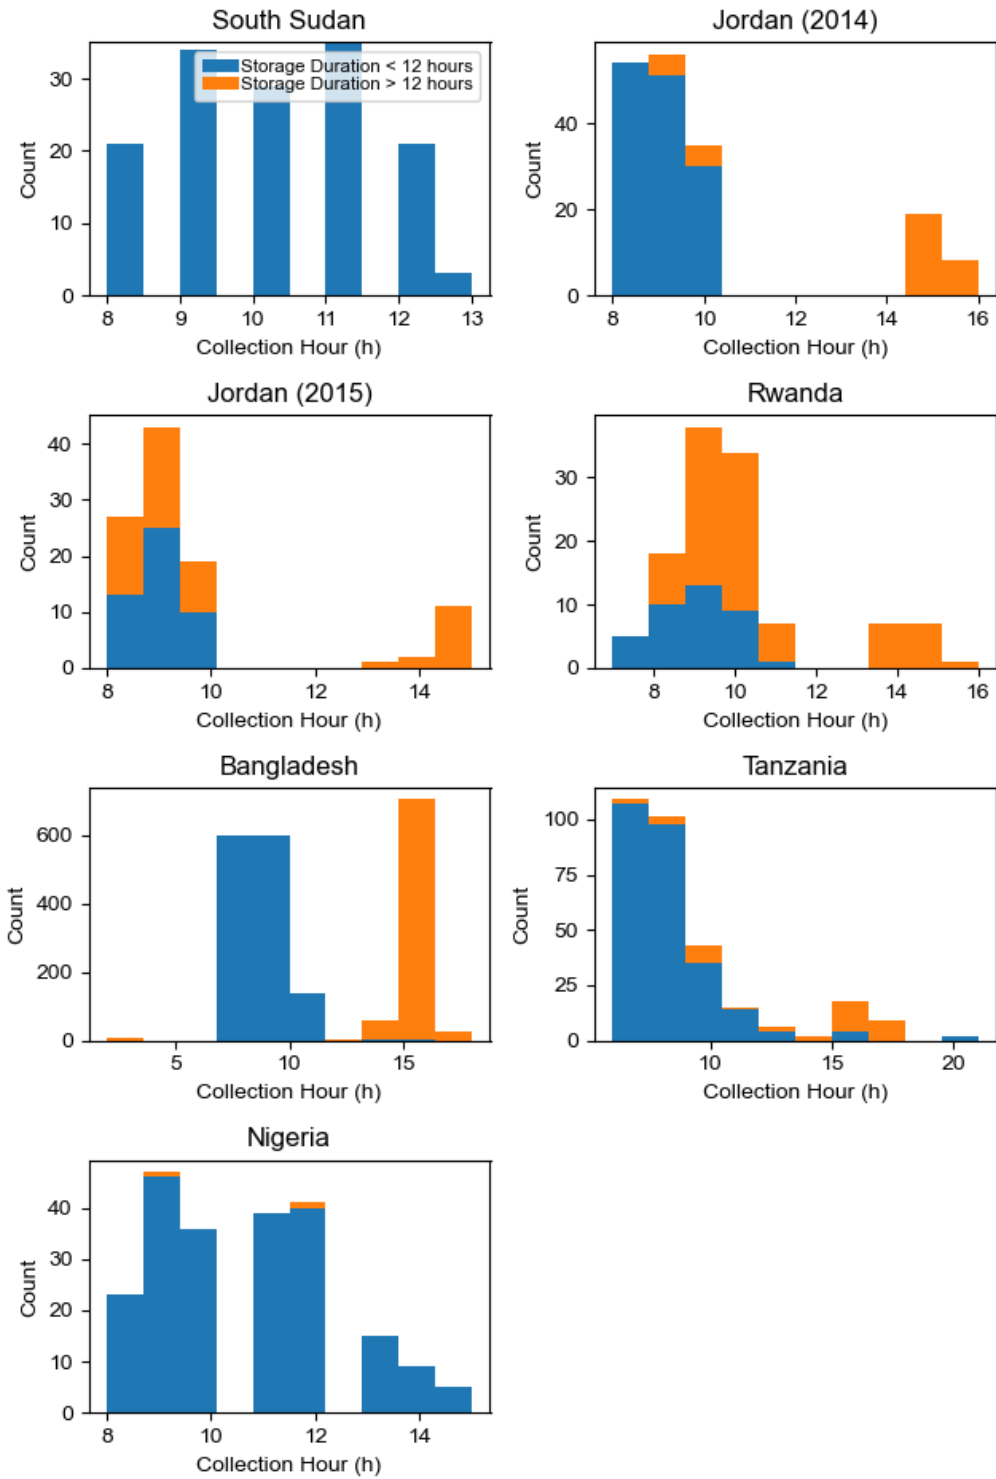 South Sudan
Storage Duration < 12 hours
Storage Duration > 12 hours
30
20
10
0
Count
8 9 10 11 12 13
Collection Hour (h)
Jordan (2014)
40
20
0
Count
8 10 12 14 16
Collection Hour (h)
Jordan (2015)
40
30
20
10
0
Count
8 10 12 14
Collection Hour (h)
Rwanda
30
20
10
0
Count
8 10 12 14 16
Collection Hour (h)
Bangladesh
600
400
200
0
Count
5 10 15
Collection Hour (h)
Tanzania
100
75
50
25
0
Count
10 15 20
Collection Hour (h)
Nigeria
40
30
20
10
0
Count
8 10 12 14
Collection Hour (h)